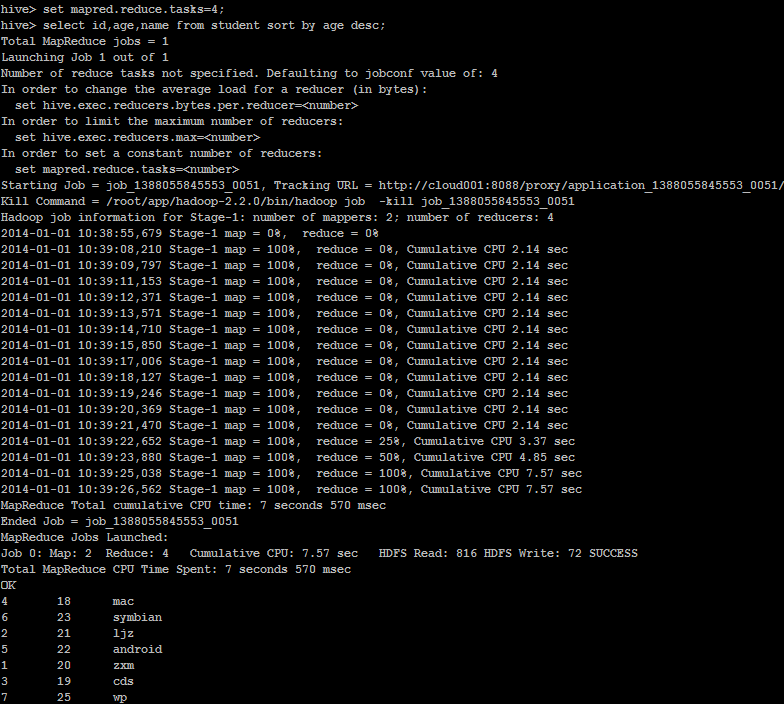 hive> set mapred.reduce.tasks=4;
hive> select id,age,name from student sort by age desc;
Total MapReduce jobs = 1
Launching Job 1 out of 1
Number of reduce tasks not specified. Defaulting to jobconf value of: 4
In order to change the average load for a reducer (in bytes):
  set hive.exec.reducers.bytes.per.reducer=<number>
In order to limit the maximum number of reducers:
  set hive.exec.reducers.max=<number>
In order to set a constant number of reducers:
  set mapred.reduce.tasks=<number>
Starting Job = job_1388055845553_0051, Tracking URL = http://cloud001:8088/proxy/application_1388055845553_0051/
Kill Command = /root/app/hadoop-2.2.0/bin/hadoop job  -kill job_1388055845553_0051
Hadoop job information for Stage-1: number of mappers: 2; number of reducers: 4
2014-01-01 10:38:55,679 Stage-1 map = 0%,  reduce = 0%
2014-01-01 10:39:08,210 Stage-1 map = 100%,  reduce = 0%, Cumulative CPU 2.14 sec
2014-01-01 10:39:09,797 Stage-1 map = 100%,  reduce = 0%, Cumulative CPU 2.14 sec
2014-01-01 10:39:11,153 Stage-1 map = 100%,  reduce = 0%, Cumulative CPU 2.14 sec
2014-01-01 10:39:12,371 Stage-1 map = 100%,  reduce = 0%, Cumulative CPU 2.14 sec
2014-01-01 10:39:13,571 Stage-1 map = 100%,  reduce = 0%, Cumulative CPU 2.14 sec
2014-01-01 10:39:14,710 Stage-1 map = 100%,  reduce = 0%, Cumulative CPU 2.14 sec
2014-01-01 10:39:15,850 Stage-1 map = 100%,  reduce = 0%, Cumulative CPU 2.14 sec
2014-01-01 10:39:17,006 Stage-1 map = 100%,  reduce = 0%, Cumulative CPU 2.14 sec
2014-01-01 10:39:18,127 Stage-1 map = 100%,  reduce = 0%, Cumulative CPU 2.14 sec
2014-01-01 10:39:19,246 Stage-1 map = 100%,  reduce = 0%, Cumulative CPU 2.14 sec
2014-01-01 10:39:20,369 Stage-1 map = 100%,  reduce = 0%, Cumulative CPU 2.14 sec
2014-01-01 10:39:21,470 Stage-1 map = 100%,  reduce = 0%, Cumulative CPU 2.14 sec
2014-01-01 10:39:22,652 Stage-1 map = 100%,  reduce = 25%, Cumulative CPU 3.37 sec
2014-01-01 10:39:23,880 Stage-1 map = 100%,  reduce = 50%, Cumulative CPU 4.85 sec
2014-01-01 10:39:25,038 Stage-1 map = 100%,  reduce = 100%, Cumulative CPU 7.57 sec
2014-01-01 10:39:26,562 Stage-1 map = 100%,  reduce = 100%, Cumulative CPU 7.57 sec
MapReduce Total cumulative CPU time: 7 seconds 570 msec
Ended Job = job_1388055845553_0051
MapReduce Jobs Launched:
Job 0: Map: 2  Reduce: 4   Cumulative CPU: 7.57 sec   HDFS Read: 816 HDFS Write: 72 SUCCESS
Total MapReduce CPU Time Spent: 7 seconds 570 msec
OK
4       18      mac
6       23      symbian
2       21      ljz
5       22      android
1       20      zxm
3       19      cds
7       25      wp